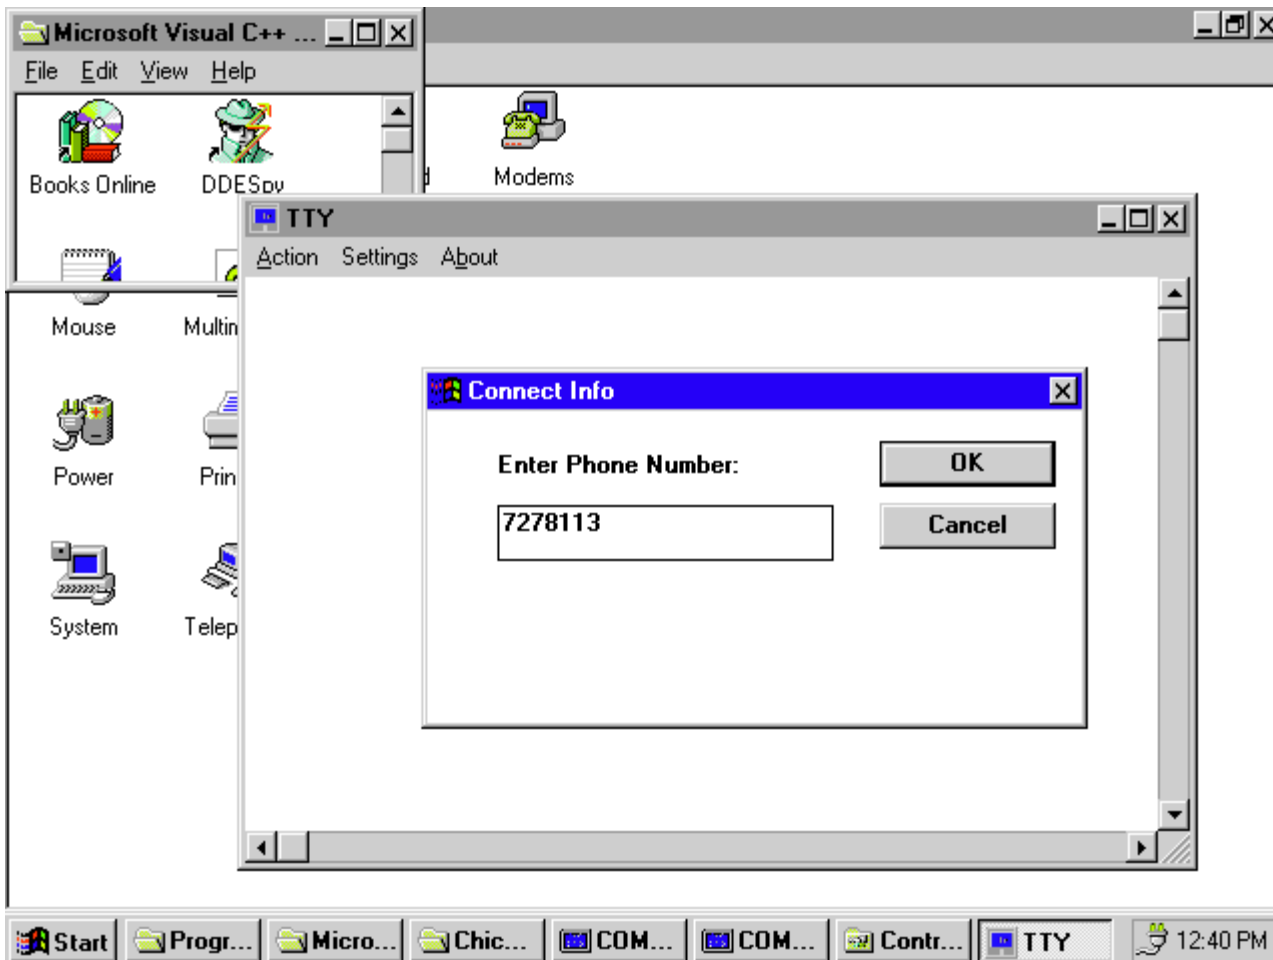 Microsoft Visual C++ ...
File Edit View Help
Books Online
DDESpy
Modems
TTY
Action Settings About
Mouse
Multin
Connect Info
Enter Phone Number:
OK
7278113
Cancel
Power
Prin
System
Telep
Start
Progr...
Micro...
Chic...
COM...
COM...
Contr...
TTY
12:40 PM